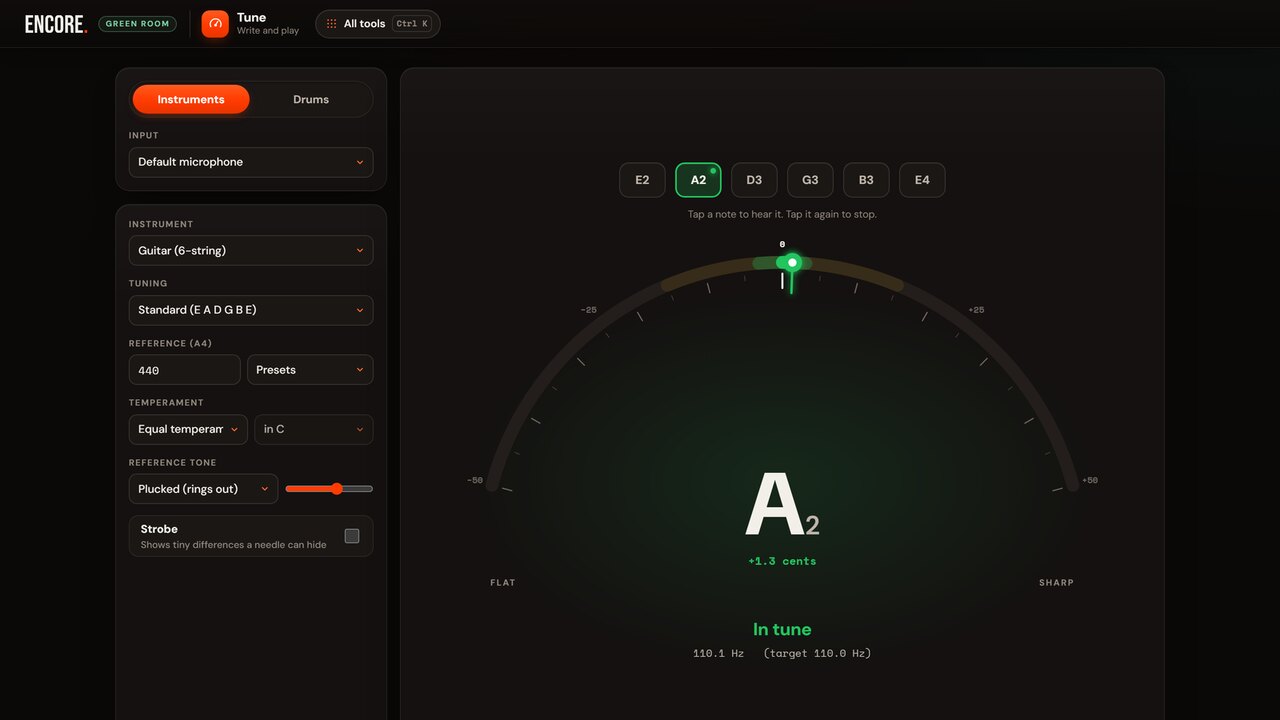 ENCORE.
GREEN ROOM
Tune
Write and play
All tools
Ctrl K
Instruments
Drums
INPUT
Default microphone
INSTRUMENT
Guitar (6-string)
TUNING
Standard (E A D G B E)
REFERENCE (A4)
440
Presets
TEMPERAMENT
Equal temperam
in C
REFERENCE TONE
Plucked (rings out)
Strobe
Shows tiny differences a needle can hide
E2
A2
D3
G3
B3
E4
Tap a note to hear it. Tap it again to stop.
0
-25
+25
-50
+50
A2
+1.3 cents
FLAT
SHARP
In tune
110.1 Hz (target 110.0 Hz)